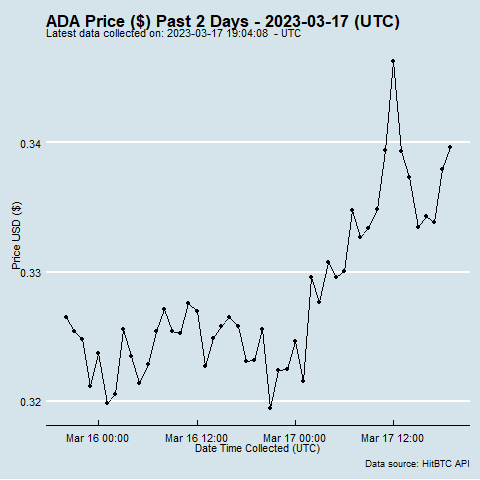 ADA Price ($) Past 2 Days - 2023-03-17 (UTC)
Latest data collected on: 2023-03-17 19:04:08 - UTC
0.34
0.33
0.32
Price USD ($)
Mar 16 00:00 Mar 16 12:00 Mar 17 00:00 Mar 17 12:00
Date Time Collected (UTC)
Data source: HitBTC API